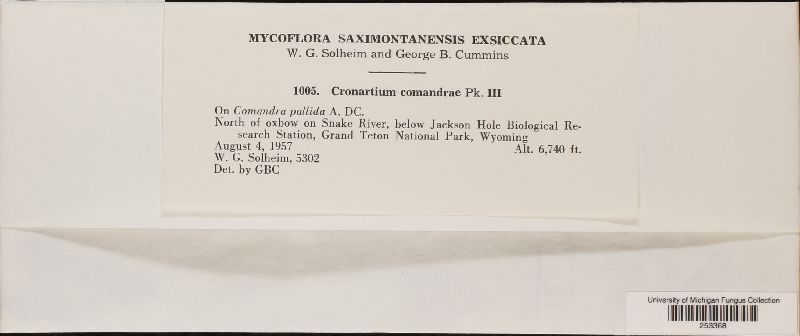 MYCOFLORA SAXIMONTANENSIS EXSICCATA
W. G. Solheim and George B. Cummins
1005. Cronartium comandrae Pk. III
On Comandra pallida A. DC.
North of oxbow on Snake River, below Jackson Hole Biological Re-
search Station, Grand Teton National Park, Wyoming
August 4, 1957 Alt. 6,740 ft.
W. G. Solheim, 5302
Det. by GBC
University of Michigan Fungus Collection
253368